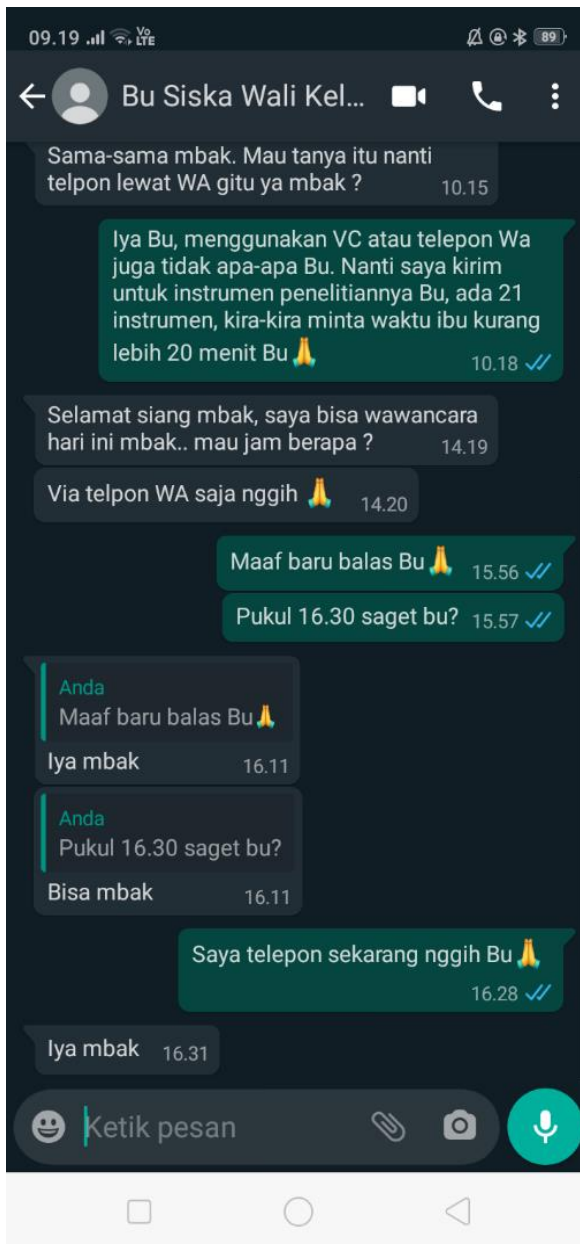 09.19 Vo LTE 89
Bu Siska Wali Kel...
Sama-sama mbak. Mau tanya itu nanti
telpon lewat WA gitu ya mbak ? 10.15
Iya Bu, menggunakan VC atau telepon Wa
juga tidak apa-apa Bu. Nanti saya kirim
untuk instrumen penelitiannya Bu, ada 21
instrumen, kira-kira minta waktu ibu kurang
lebih 20 menit Bu🙏 10.18
Selamat siang mbak, saya bisa wawancara
hari ini mbak.. mau jam berapa ? 14.19
Via telpon WA saja nggih 🙏 14.20
Maaf baru balas Bu🙏 15.56
Pukul 16.30 saget bu? 15.57
Anda
Maaf baru balas Bu🙏
Iya mbak 16.11
Anda
Pukul 16.30 saget bu?
Bisa mbak 16.11
Saya telepon sekarang nggih Bu🙏
16.28
Iya mbak 16.31
Ketik pesan